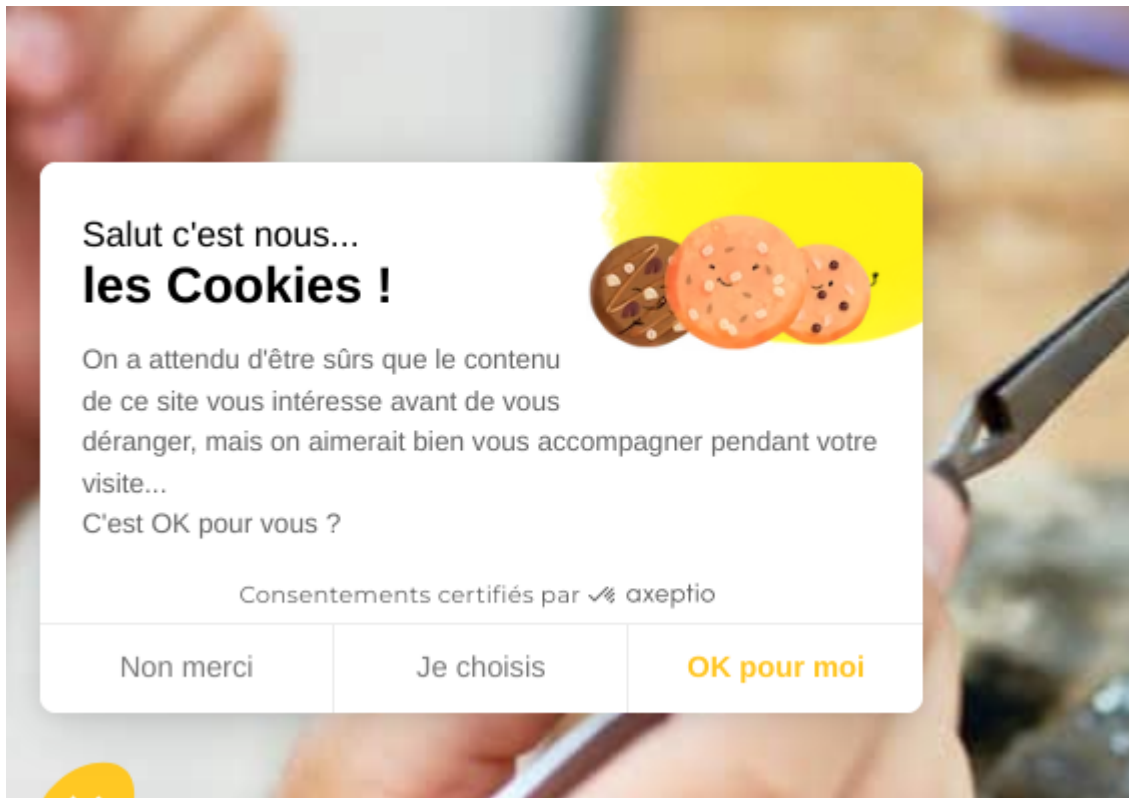 Salut c'est nous...
les Cookies !
On a attendu d'être sûrs que le contenu
de ce site vous intéresse avant de vous
déranger, mais on aimerait bien vous accompagner pendant votre
visite...
C'est OK pour vous ?
Consentements certifiés par axeptio
Non merci
Je choisis
OK pour moi